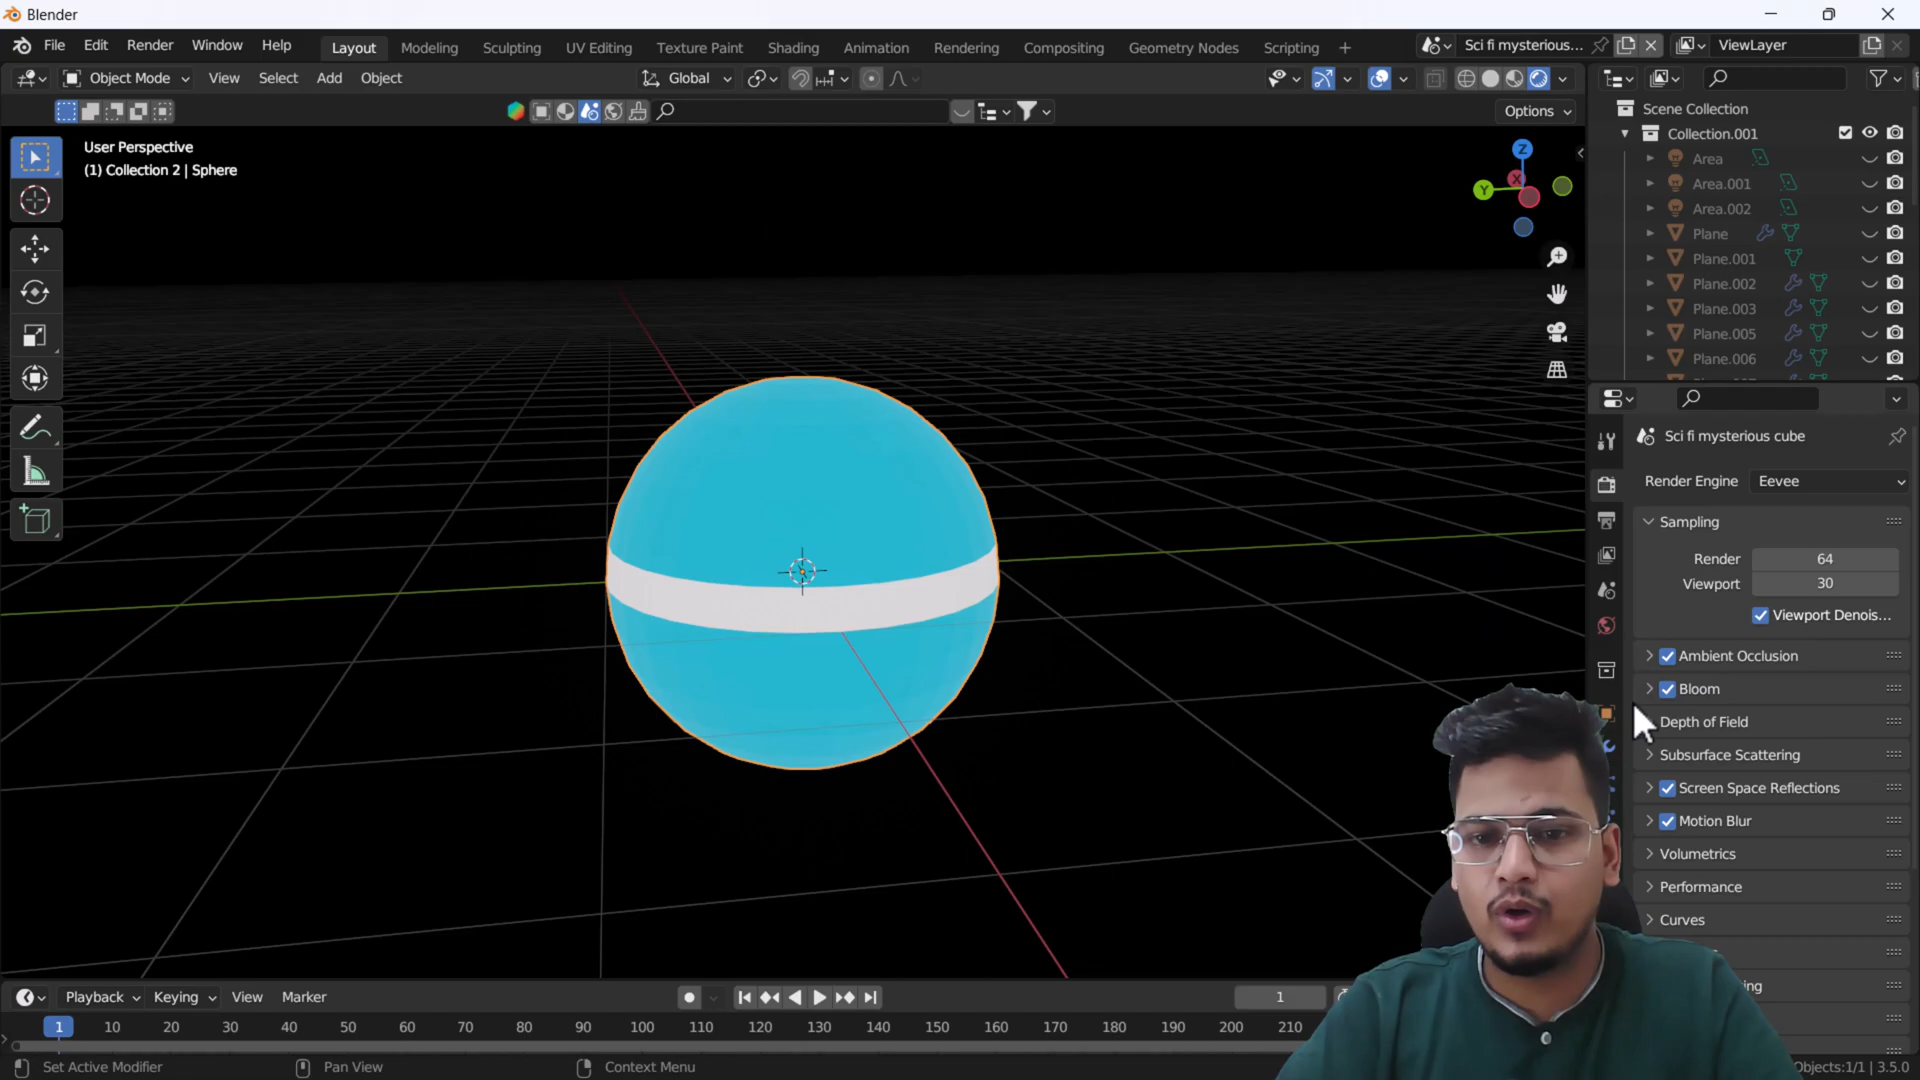 Blender
File Edit Render Window Help Layout Modeling Sculpting UV Editing Texture Paint Shading Animation Rendering Compositing Geometry Nodes Scripting + Sci fi mysterious... ViewLayer
Object Mode View Select Add Object Global
Options
User Perspective
(1) Collection 2 | Sphere
Z
Y X
Scene Collection
Collection.001
Area
Area.001
Area.002
Plane
Plane.001
Plane.002
Plane.003
Plane.005
Plane.006
Sci fi mysterious cube
Render Engine Eevee
Sampling
Render 64
Viewport 30
Viewport Denois...
Ambient Occlusion
Bloom
Depth of Field
Subsurface Scattering
Screen Space Reflections
Motion Blur
Volumetrics
Performance
Curves
Playback Keying View Marker 1
1 10 20 30 40 50 60 70 80 90 100 110 120 130 140 150 160 170 180 190 200 210
Set Active Modifier Pan View Context Menu Objects:1/1 | 3.5.0